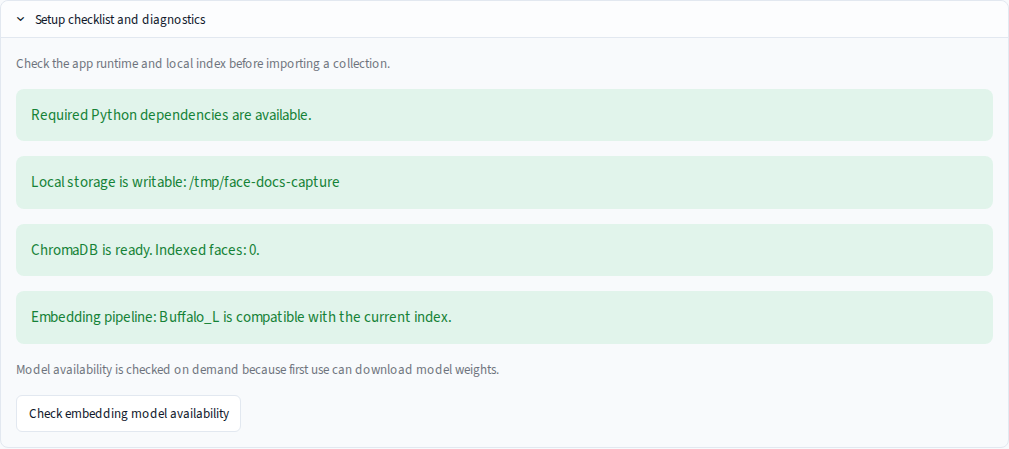 Setup checklist and diagnostics
Check the app runtime and local index before importing a collection.
Required Python dependencies are available.
Local storage is writable: /tmp/face-docs-capture
ChromaDB is ready. Indexed faces: 0.
Embedding pipeline: Buffalo_L is compatible with the current index.
Model availability is checked on demand because first use can download model weights.
Check embedding model availability